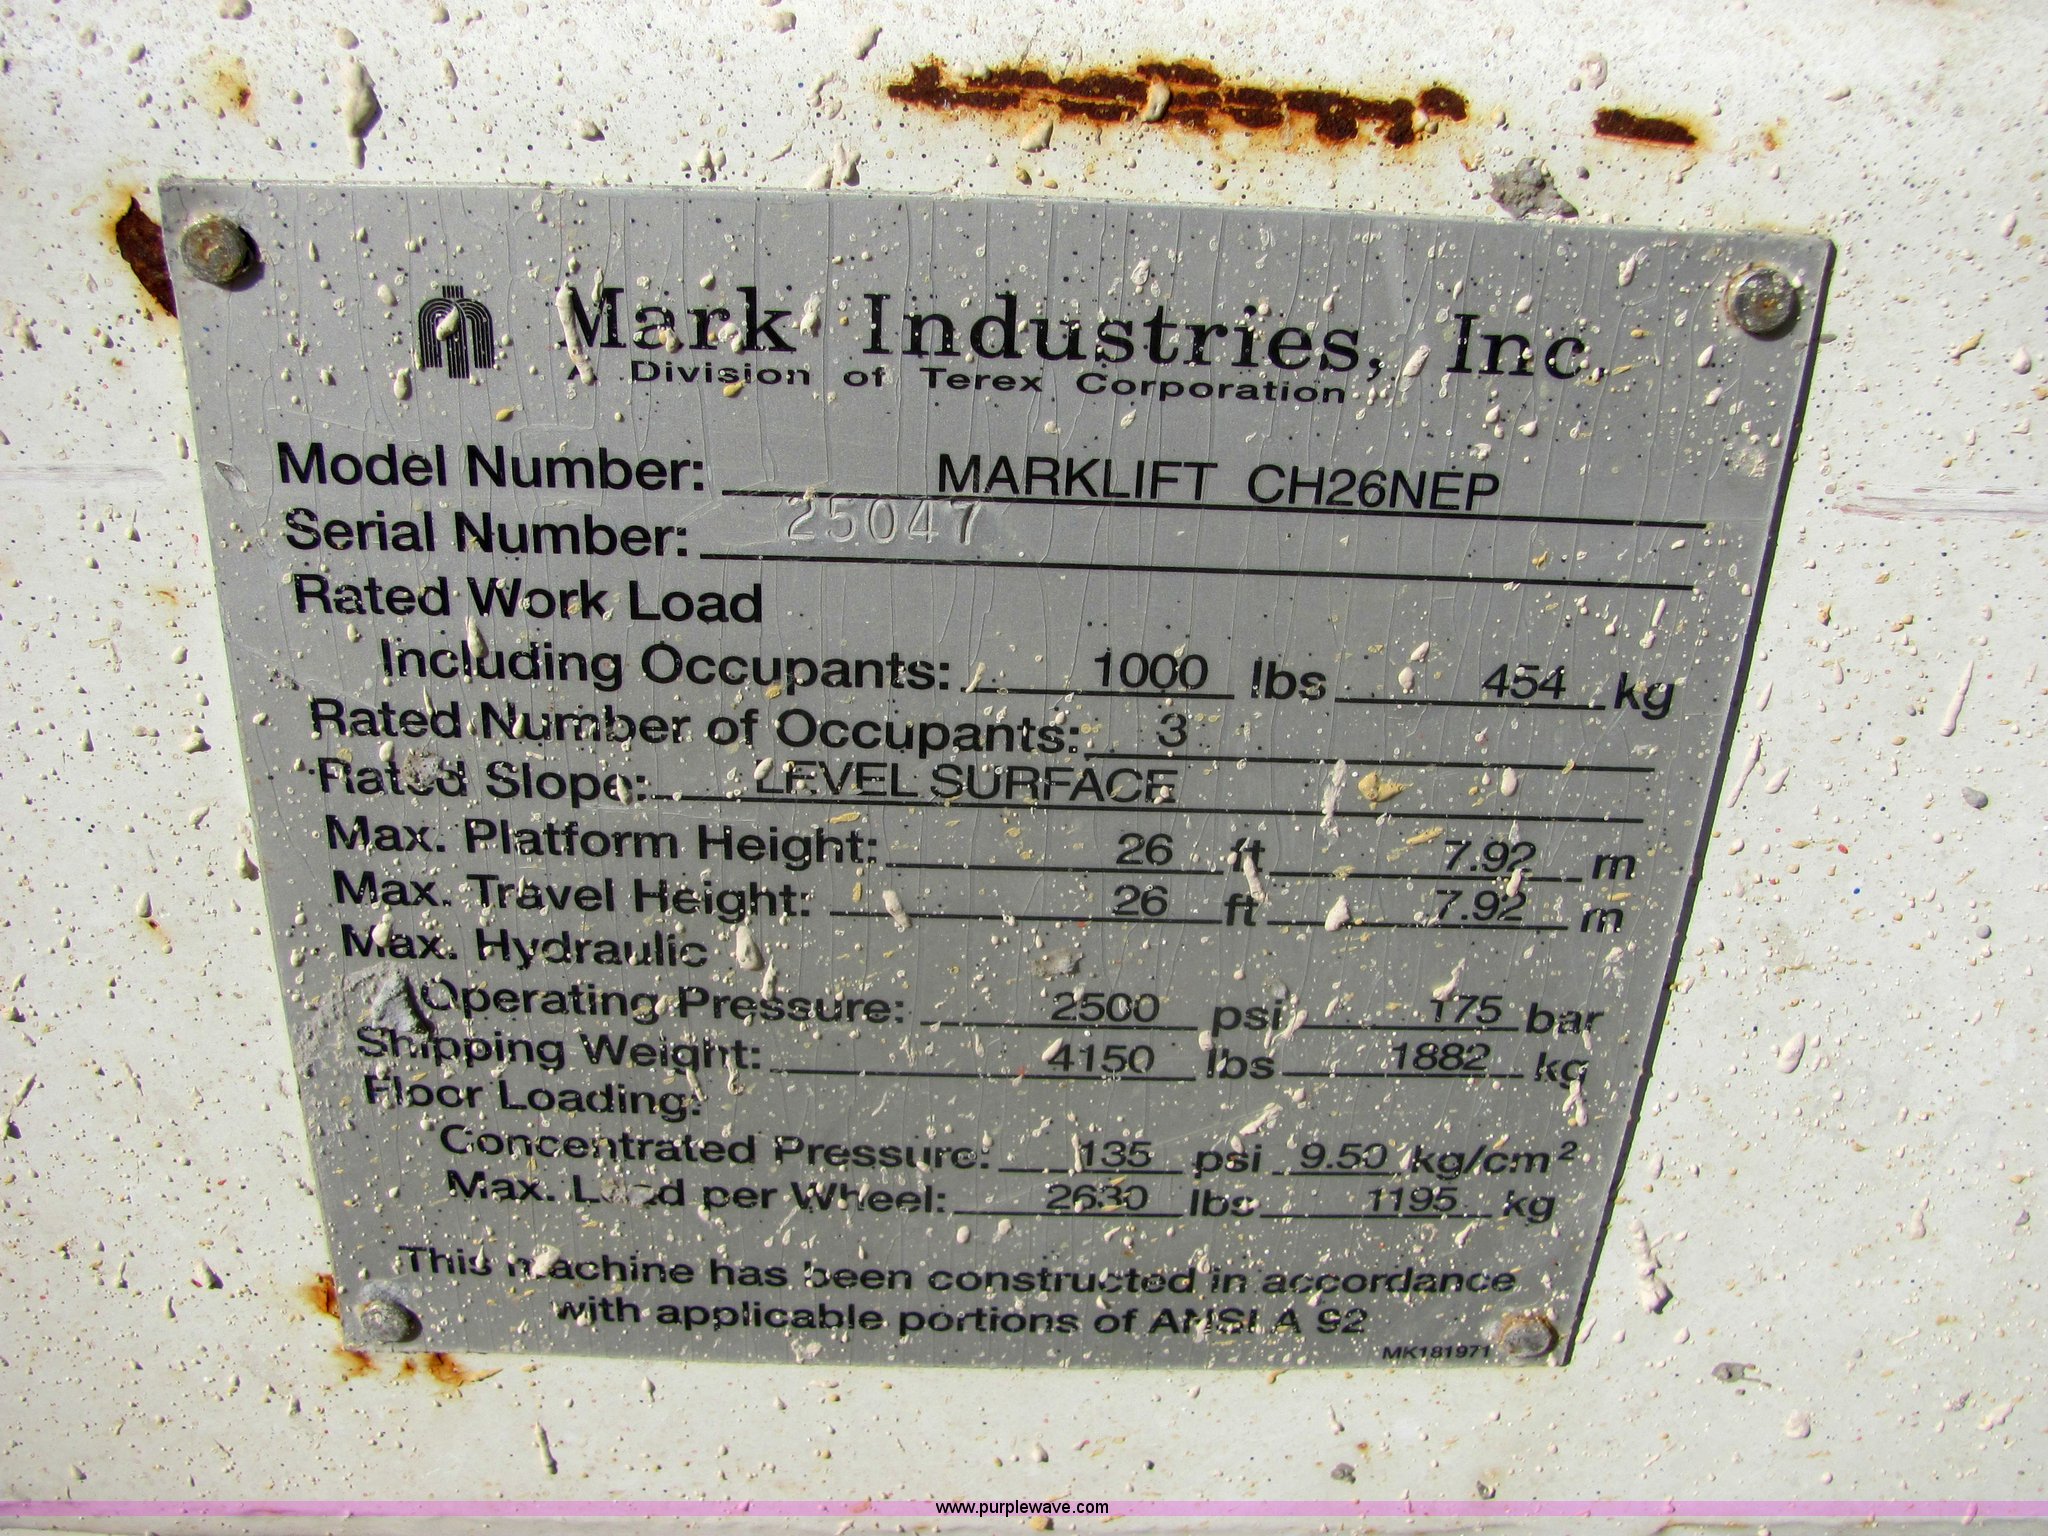 Mark Industries, Inc.
A Division of Terex Corporation
Model Number: MARKLIFT CH26NEP
Serial Number: 25047
Rated Work Load
Including Occupants: 1000 lbs 454 kg
Rated Number of Occupants: 3
Rated Slope: LEVEL SURFACE
Max. Platform Height: 26 ft 7.92 m
Max. Travel Height: 26 ft 7.92 m
Max. Hydraulic
Operating Pressure: 2500 psi 175 bar
Shipping Weight: 4150 lbs 1882 kg
Floor Loading:
Concentrated Pressure: 135 psi 9.50 kg/cm²
Max. Load per Wheel: 2630 lbs 1195 kg
This machine has been constructed in accordance
with applicable portions of ANSI A 92
MK181971
www.purplewave.com